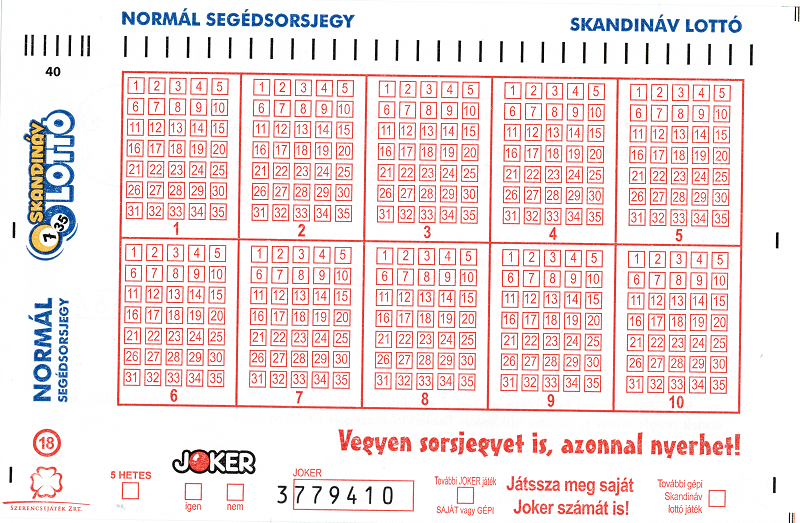 NORMÁL SEGÉDSORSJEGY
SKANDINÁV LOTTÓ
40
SKANDINÁV
LOTTÓ
7 35
NORMÁL
SEGÉDSORSJEGY
18
SZERENCSEJÁTÉK ZRT.
1 2 3 4 5
6 7 8 9 10
11 12 13 14 15
16 17 18 19 20
21 22 23 24 25
26 27 28 29 30
31 32 33 34 35
1
1 2 3 4 5
6 7 8 9 10
11 12 13 14 15
16 17 18 19 20
21 22 23 24 25
26 27 28 29 30
31 32 33 34 35
2
1 2 3 4 5
6 7 8 9 10
11 12 13 14 15
16 17 18 19 20
21 22 23 24 25
26 27 28 29 30
31 32 33 34 35
3
1 2 3 4 5
6 7 8 9 10
11 12 13 14 15
16 17 18 19 20
21 22 23 24 25
26 27 28 29 30
31 32 33 34 35
4
1 2 3 4 5
6 7 8 9 10
11 12 13 14 15
16 17 18 19 20
21 22 23 24 25
26 27 28 29 30
31 32 33 34 35
5
1 2 3 4 5
6 7 8 9 10
11 12 13 14 15
16 17 18 19 20
21 22 23 24 25
26 27 28 29 30
31 32 33 34 35
6
1 2 3 4 5
6 7 8 9 10
11 12 13 14 15
16 17 18 19 20
21 22 23 24 25
26 27 28 29 30
31 32 33 34 35
7
1 2 3 4 5
6 7 8 9 10
11 12 13 14 15
16 17 18 19 20
21 22 23 24 25
26 27 28 29 30
31 32 33 34 35
8
1 2 3 4 5
6 7 8 9 10
11 12 13 14 15
16 17 18 19 20
21 22 23 24 25
26 27 28 29 30
31 32 33 34 35
9
1 2 3 4 5
6 7 8 9 10
11 12 13 14 15
16 17 18 19 20
21 22 23 24 25
26 27 28 29 30
31 32 33 34 35
10
Vegyen sorsjegyet is, azonnal nyerhet!
5 HETES
JOKER
igen nem
JOKER
3779410
További JOKER játék
SAJÁT vagy GÉPI
Játssza meg saját
Joker számát is!
További gépi
Skandináv
lottó játék